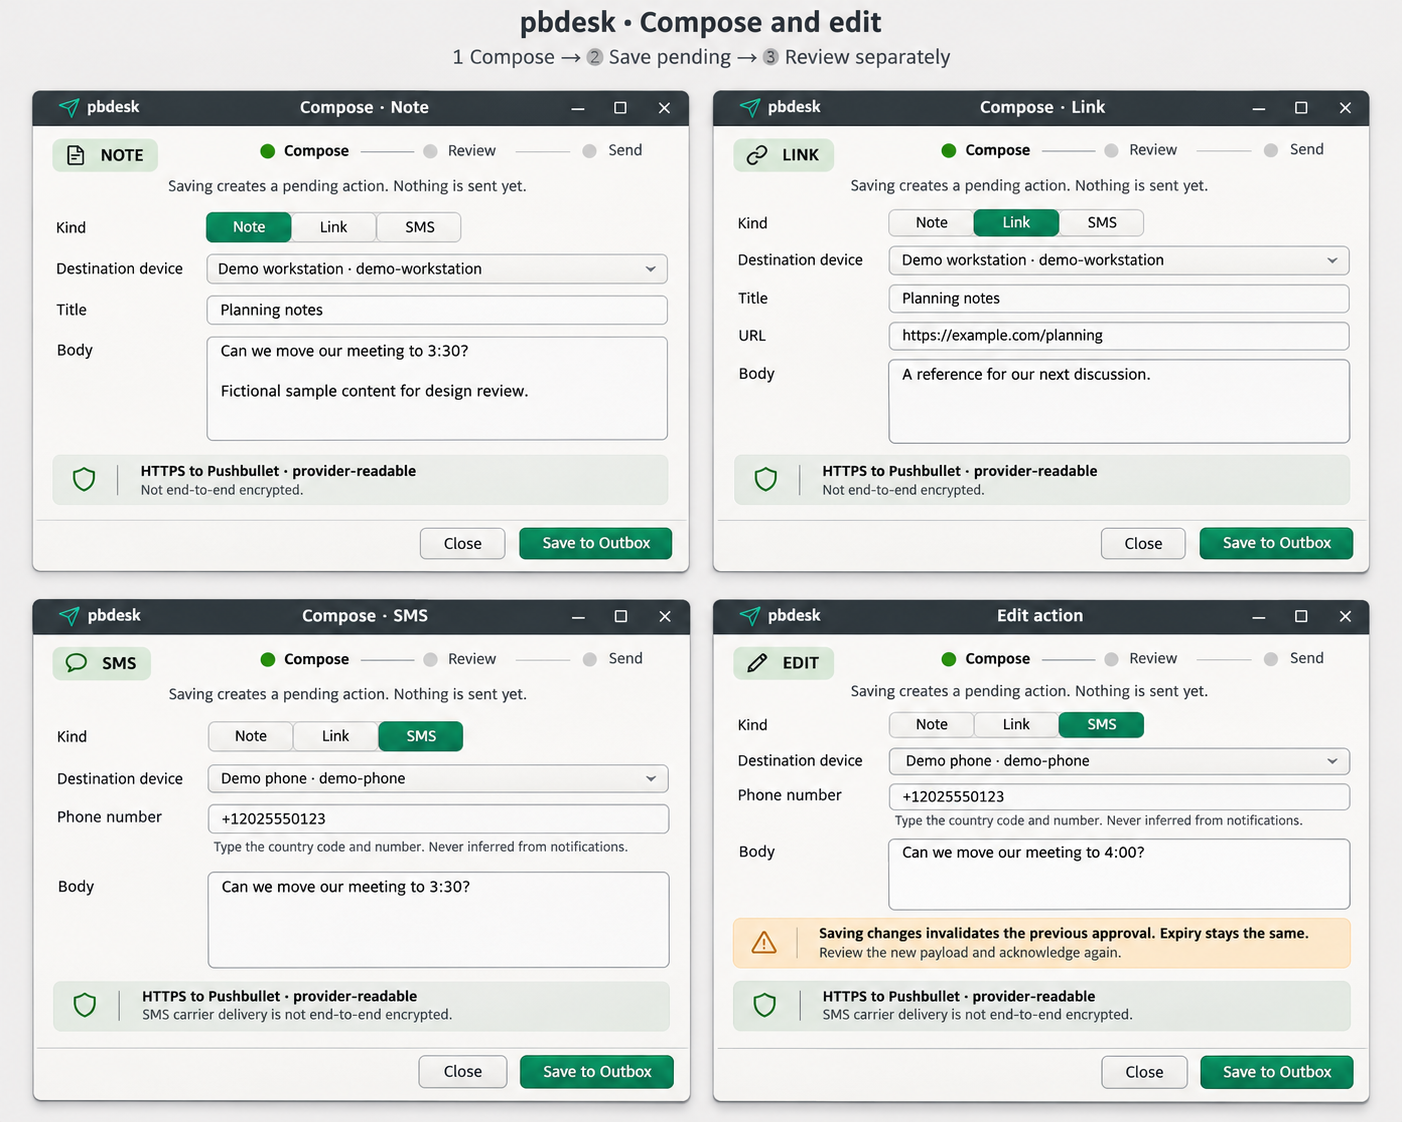 pbdesk · Compose and edit
1 Compose → 2 Save pending → 3 Review separately
pbdesk
Compose · Note
NOTE
Compose
Review
Send
Saving creates a pending action. Nothing is sent yet.
Kind
Note
Link
SMS
Destination device
Demo workstation · demo-workstation
Title
Planning notes
Body
Can we move our meeting to 3:30?
Fictional sample content for design review.
HTTPS to Pushbullet · provider-readable
Not end-to-end encrypted.
Close
Save to Outbox
pbdesk
Compose · Link
LINK
Compose
Review
Send
Saving creates a pending action. Nothing is sent yet.
Kind
Note
Link
SMS
Destination device
Demo workstation · demo-workstation
Title
Planning notes
URL
https://example.com/planning
Body
A reference for our next discussion.
HTTPS to Pushbullet · provider-readable
Not end-to-end encrypted.
Close
Save to Outbox
pbdesk
Compose · SMS
SMS
Compose
Review
Send
Saving creates a pending action. Nothing is sent yet.
Kind
Note
Link
SMS
Destination device
Demo phone · demo-phone
Phone number
+12025550123
Type the country code and number. Never inferred from notifications.
Body
Can we move our meeting to 3:30?
HTTPS to Pushbullet · provider-readable
SMS carrier delivery is not end-to-end encrypted.
Close
Save to Outbox
pbdesk
Edit action
EDIT
Compose
Review
Send
Saving creates a pending action. Nothing is sent yet.
Kind
Note
Link
SMS
Destination device
Demo phone · demo-phone
Phone number
+12025550123
Type the country code and number. Never inferred from notifications.
Body
Can we move our meeting to 4:00?
Saving changes invalidates the previous approval. Expiry stays the same.
Review the new payload and acknowledge again.
HTTPS to Pushbullet · provider-readable
SMS carrier delivery is not end-to-end encrypted.
Close
Save to Outbox